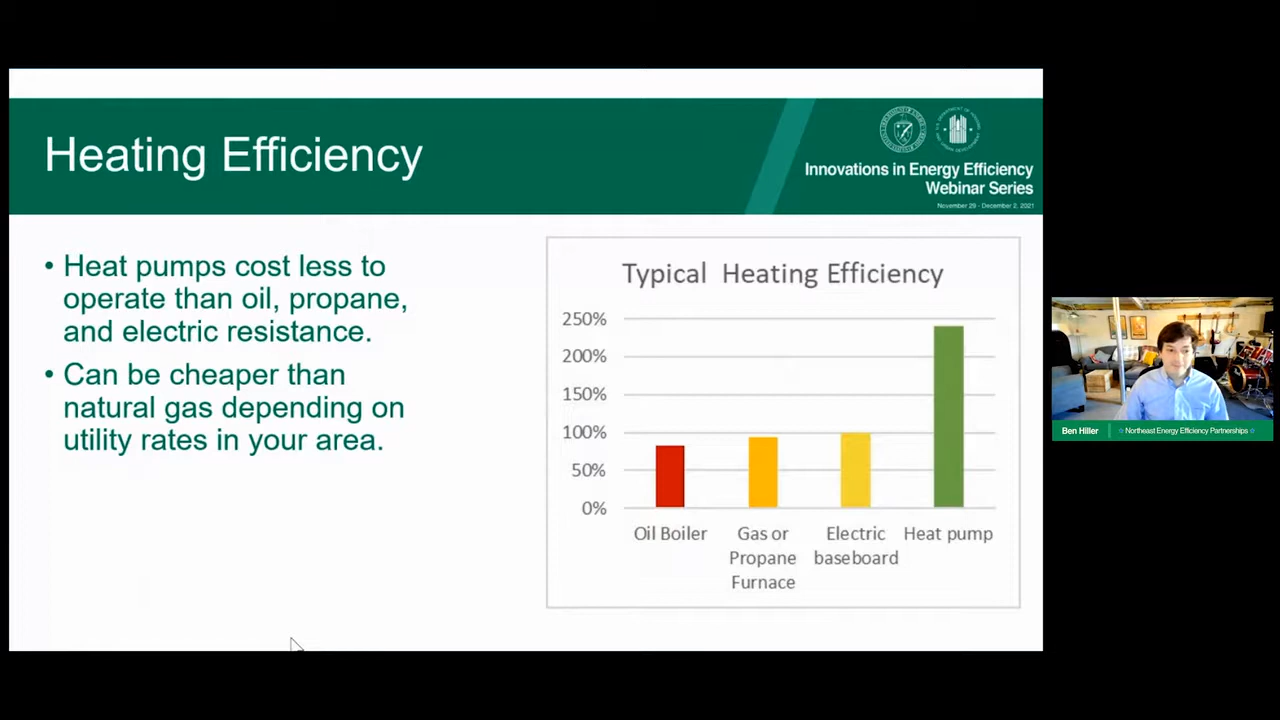 Heating Efficiency
Innovations in Energy Efficiency
Webinar Series
November 29 - December 2, 2021
• Heat pumps cost less to
operate than oil, propane,
and electric resistance.
• Can be cheaper than
natural gas depending on
utility rates in your area.
Typical Heating Efficiency
250%
200%
150%
100%
50%
0%
Oil Boiler
Gas or
Propane
Furnace
Electric
baseboard
Heat pump
Ben Hiller
Northeast Energy Efficiency Partnerships